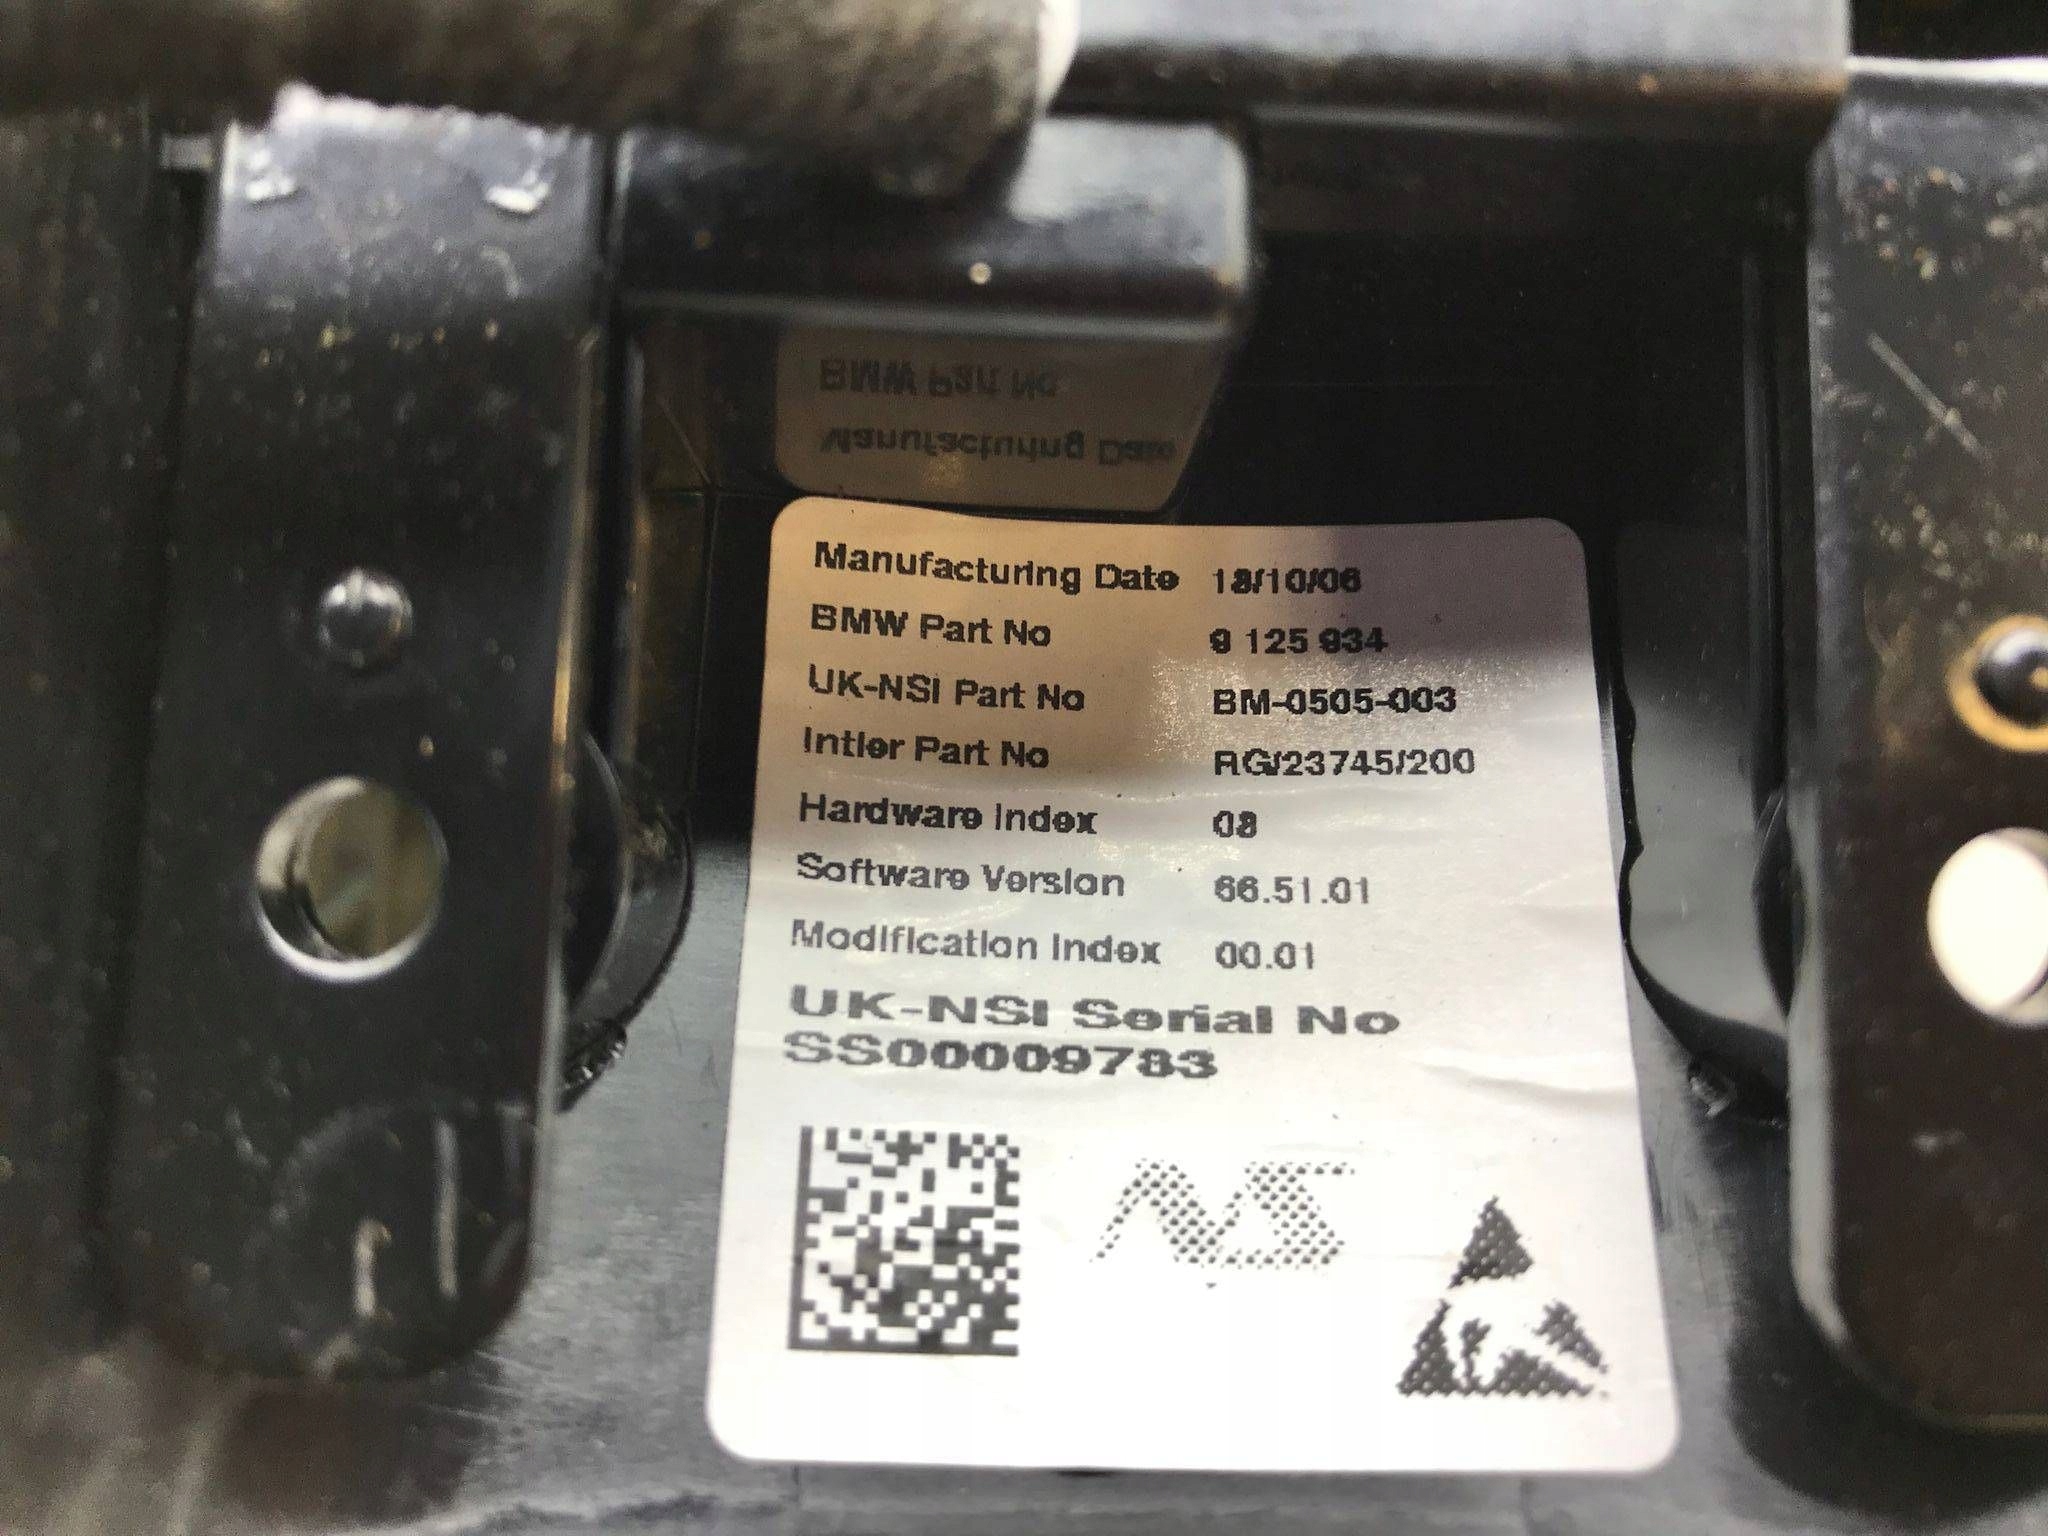 BMW Part No
Manufacturing Date
Manufacturing Date 18/10/06
BMW Part No 9 125 934
UK-NSI Part No BM-0505-003
Intier Part No RG/23745/200
Hardware Index 08
Software Version 66.51.01
Modification Index 00.01
UK-NSI Serial No
SS00009783
NS